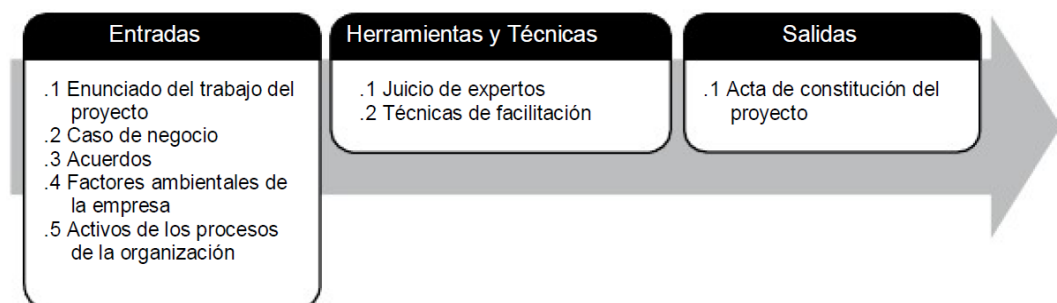 Entradas
.1 Enunciado del trabajo del
proyecto
.2 Caso de negocio
.3 Acuerdos
.4 Factores ambientales de
la empresa
.5 Activos de los procesos
de la organización
Herramientas y Técnicas
.1 Juicio de expertos
.2 Técnicas de facilitación
Salidas
.1 Acta de constitución del
proyecto